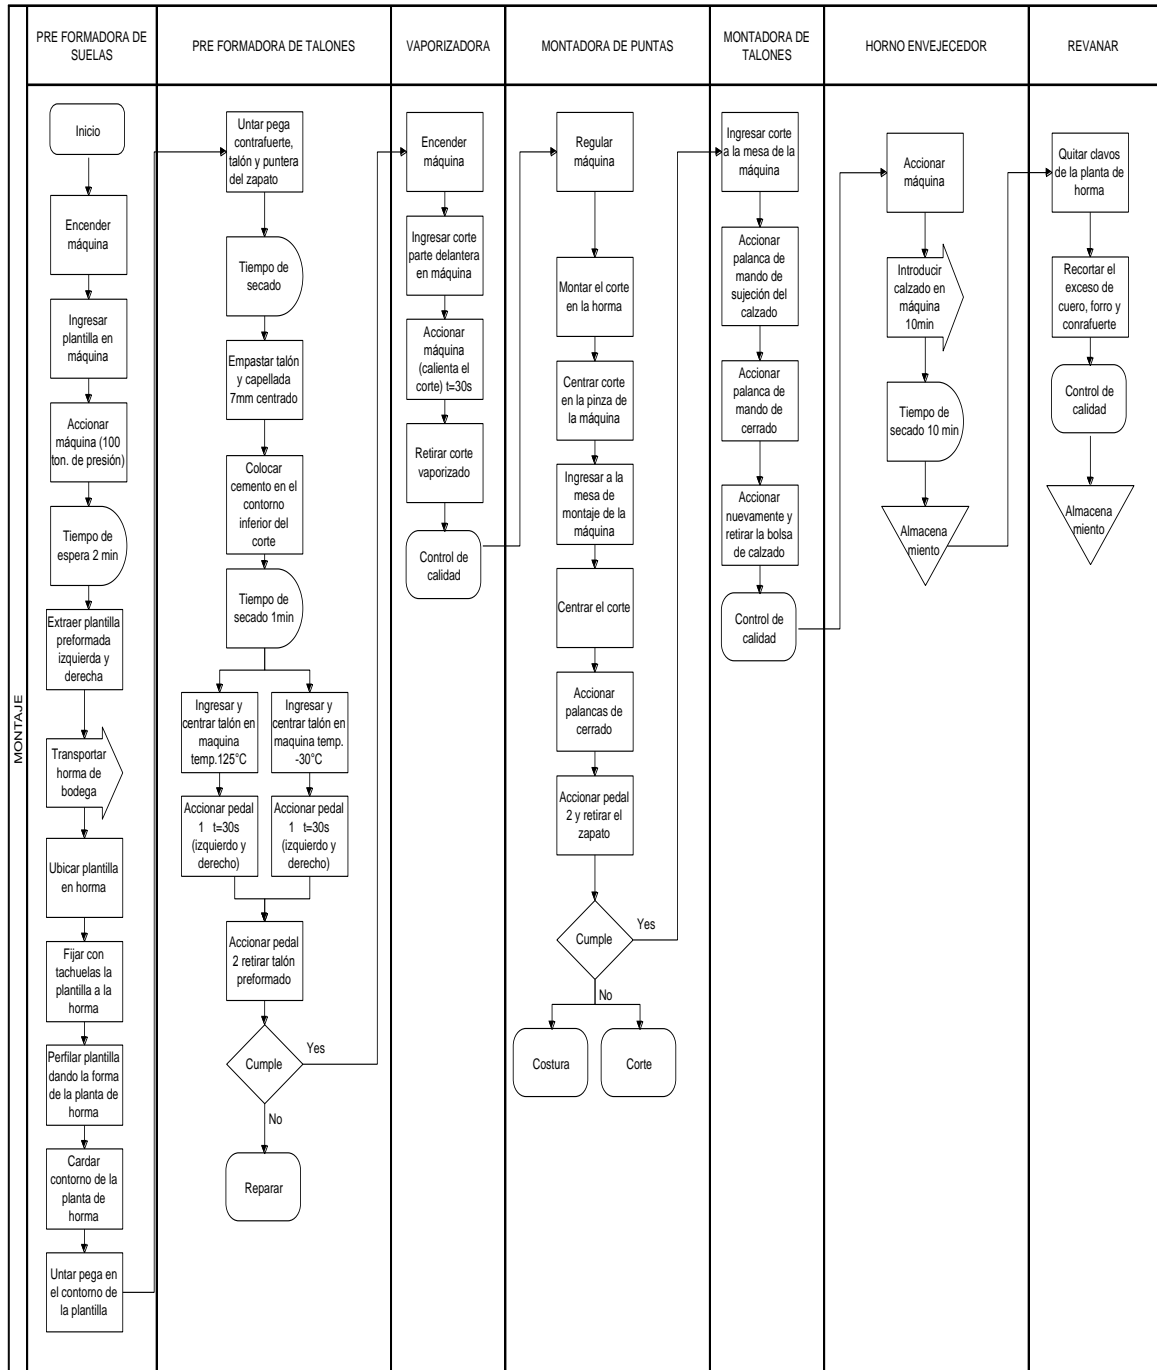 PRE FORMADORA DE
SUELAS
PRE FORMADORA DE TALONES
VAPORIZADORA
MONTADORA DE PUNTAS
MONTADORA DE
TALONES
HORNO ENVEJECEDOR
REVANAR
MONTAJE
Inicio
Encender
máquina
Ingresar
plantilla en
máquina
Accionar
máquina (100
ton. de presión)
Tiempo de
espera 2 min
Extraer plantilla
preformada
izquierda y
derecha
Transportar
horma de
bodega
Ubicar plantilla
en horma
Fijar con
tachuelas la
plantilla a la
horma
Perfilar plantilla
dando la forma
de la planta de
horma
Cardar
contorno de la
planta de
horma
Untar pega en
el contorno de
la plantilla
Untar pega
contrafuerte,
talón y puntera
del zapato
Tiempo de
secado
Empastar talón
y capellada
7mm centrado
Colocar
cemento en el
contorno
inferior del
corte
Tiempo de
secado 1min
Ingresar y
centrar talón en
maquina
temp.125°C
Ingresar y
centrar talón en
maquina temp.
-30°C
Accionar pedal
1 t=30s
(izquierdo y
derecho)
Accionar pedal
1 t=30s
(izquierdo y
derecho)
Accionar pedal
2 retirar talón
preformado
Cumple
Yes
No
Reparar
Encender
máquina
Ingresar corte
parte delantera
en máquina
Accionar
máquina
(calienta el
corte) t=30s
Retirar corte
vaporizado
Control de
calidad
Regular
máquina
Montar el corte
en la horma
Centrar corte
en la pinza de
la máquina
Ingresar a la
mesa de
montaje de la
máquina
Centrar el corte
Accionar
palancas de
cerrado
Accionar pedal
2 y retirar el
zapato
Cumple
Yes
No
Costura
Corte
Ingresar corte
a la mesa de la
máquina
Accionar
palanca de
mando de
sujeción del
calzado
Accionar
palanca de
mando de
cerrado
Accionar
nuevamente y
retirar la bolsa
de calzado
Control de
calidad
Accionar
máquina
Introducir
calzado en
máquina
10min
Tiempo de
secado 10 min
Almacena
miento
Quitar clavos
de la planta de
horma
Recortar el
exceso de
cuero, forro y
conrafuerte
Control de
calidad
Almacena
miento